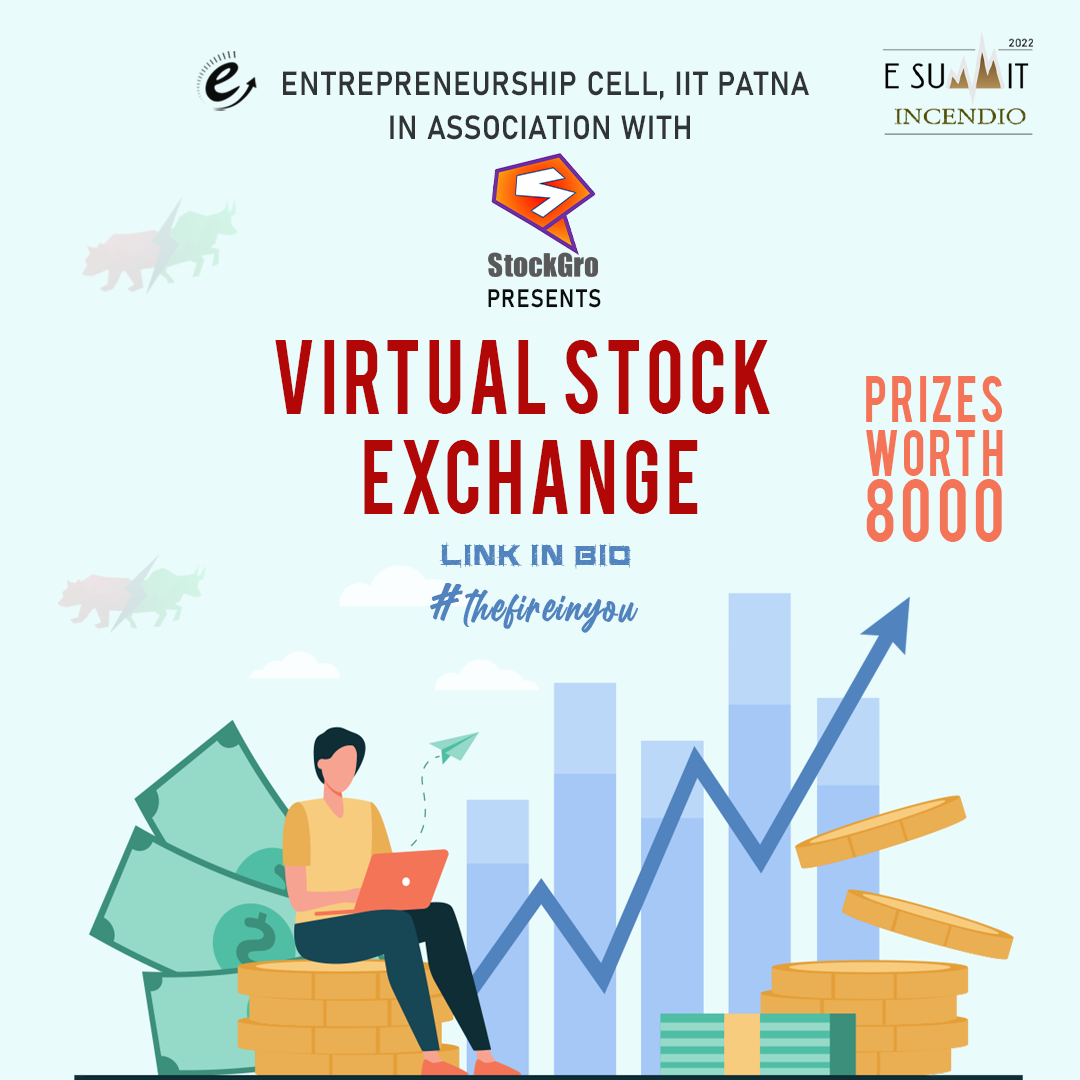 ENTREPRENEURSHIP CELL, IIT PATNA
IN ASSOCIATION WITH
2022
E SUMMIT
INCENDIO
StockGro
PRESENTS
VIRTUAL STOCK
EXCHANGE
PRIZES
WORTH
8000
LINK IN BIO
#thefireinyou